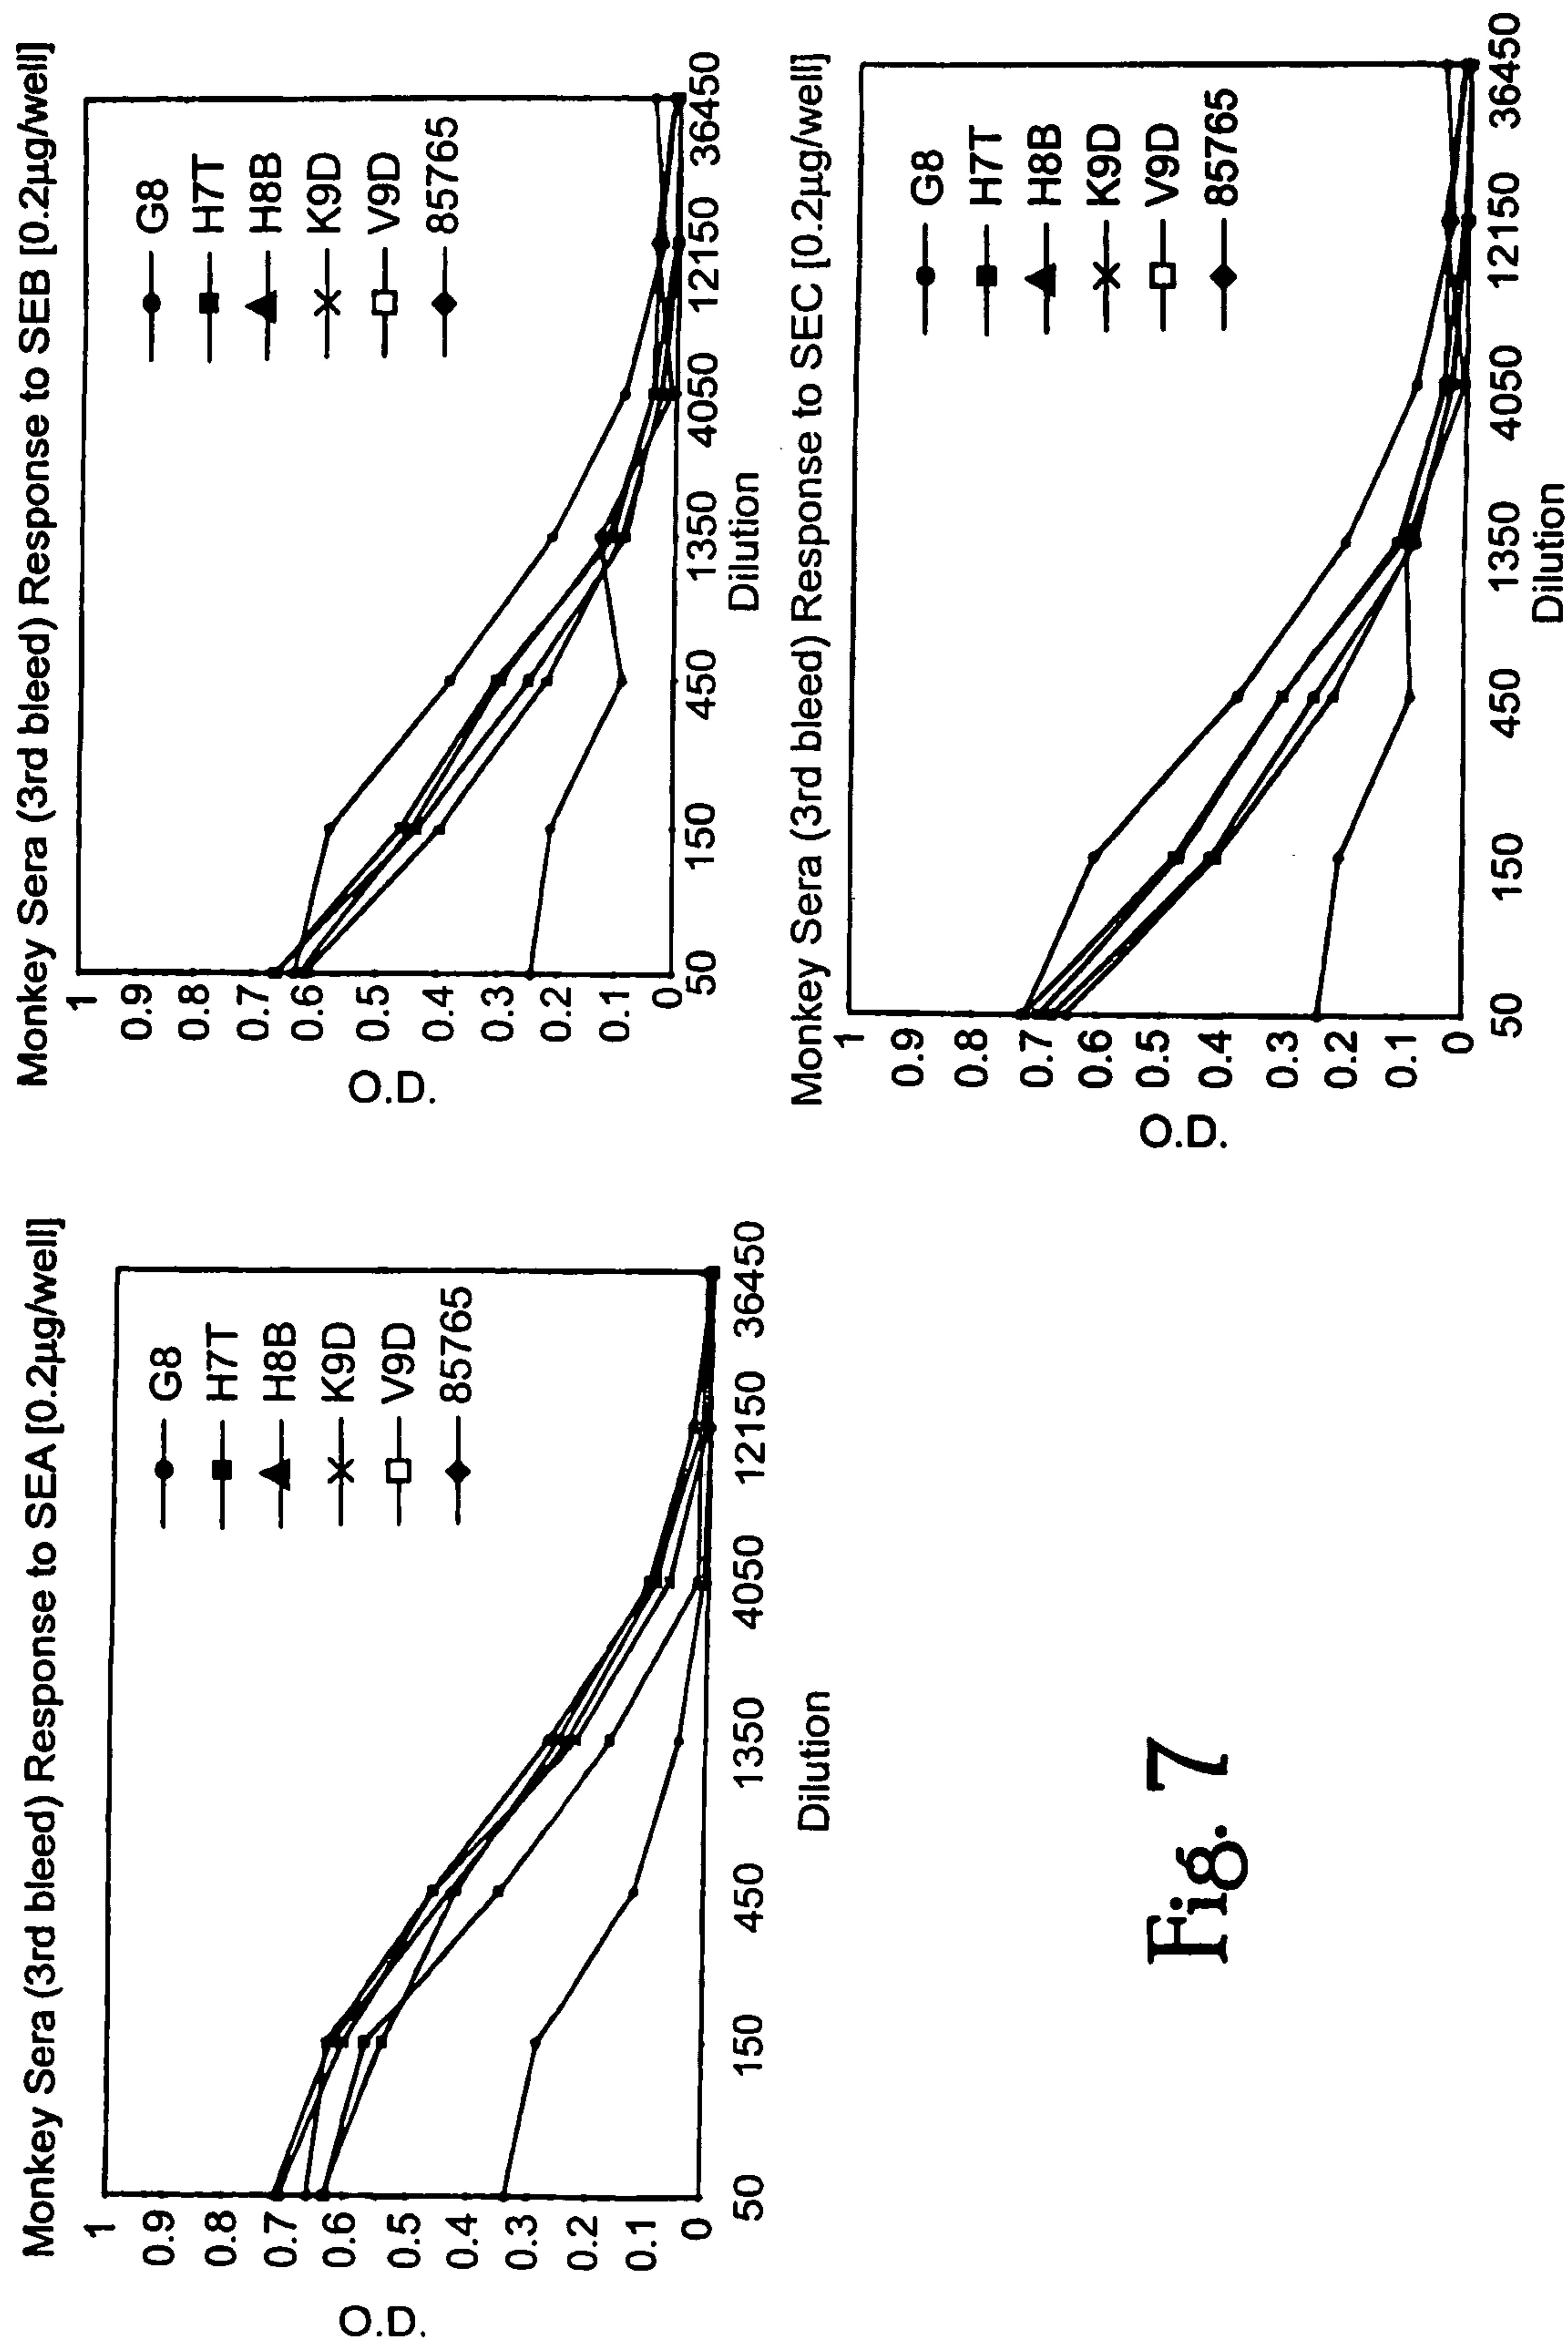 Monkey Sera (3rd bleed) Response to SEA [0.2µg/well]
O.D.
1
0.9
0.8
0.7
0.6
0.5
0.4
0.3
0.2
0.1
0
50
150
450
1350
4050
12150
36450
Dilution
G8
H7T
H8B
K9D
V9D
85765
Monkey Sera (3rd bleed) Response to SEB [0.2µg/well]
O.D.
1
0.9
0.8
0.7
0.6
0.5
0.4
0.3
0.2
0.1
0
50
150
450
1350
4050
12150
36450
Dilution
G8
H7T
H8B
K9D
V9D
85765
Monkey Sera (3rd bleed) Response to SEC [0.2µg/well]
O.D.
1
0.9
0.8
0.7
0.6
0.5
0.4
0.3
0.2
0.1
0
50
150
450
1350
4050
12150
36450
Dilution
G8
H7T
H8B
K9D
V9D
85765
Fig. 7